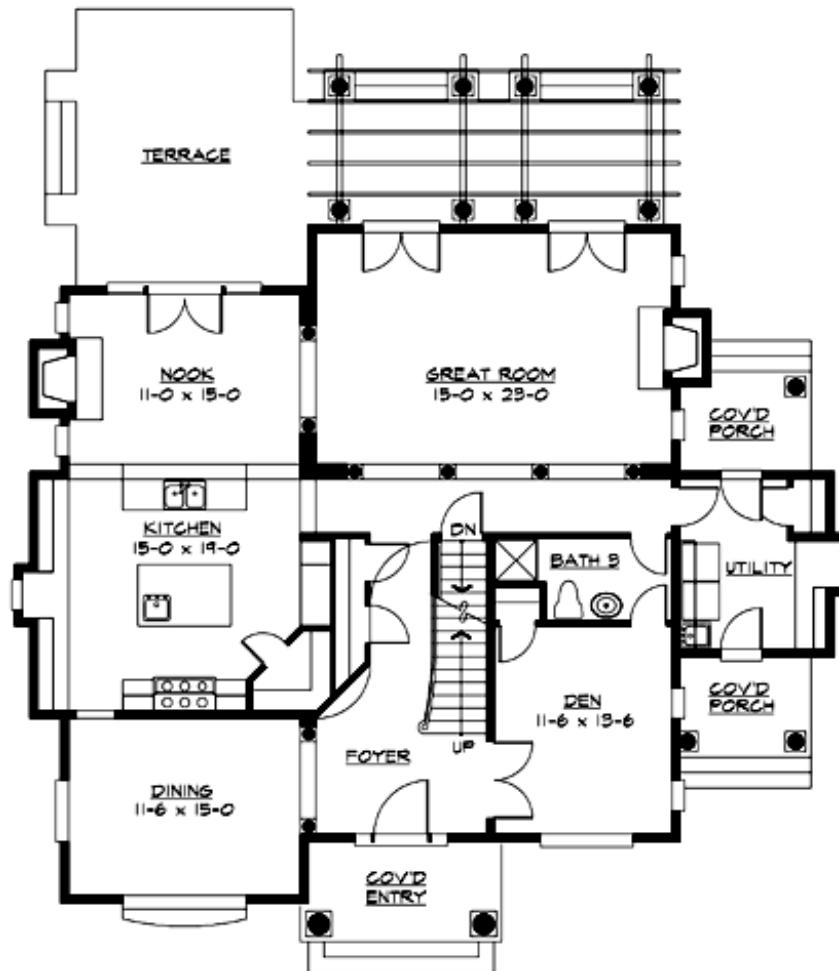 TERRACE
NOOK
11-0 x 15-0
GREAT ROOM
15-0 x 23-0
COV'D
PORCH
KITCHEN
15-0 x 19-0
DN
BATH 3
UTILITY
DEN
11-6 x 13-6
COV'D
PORCH
UP
FOYER
DINING
11-6 x 15-0
COV'D
ENTRY